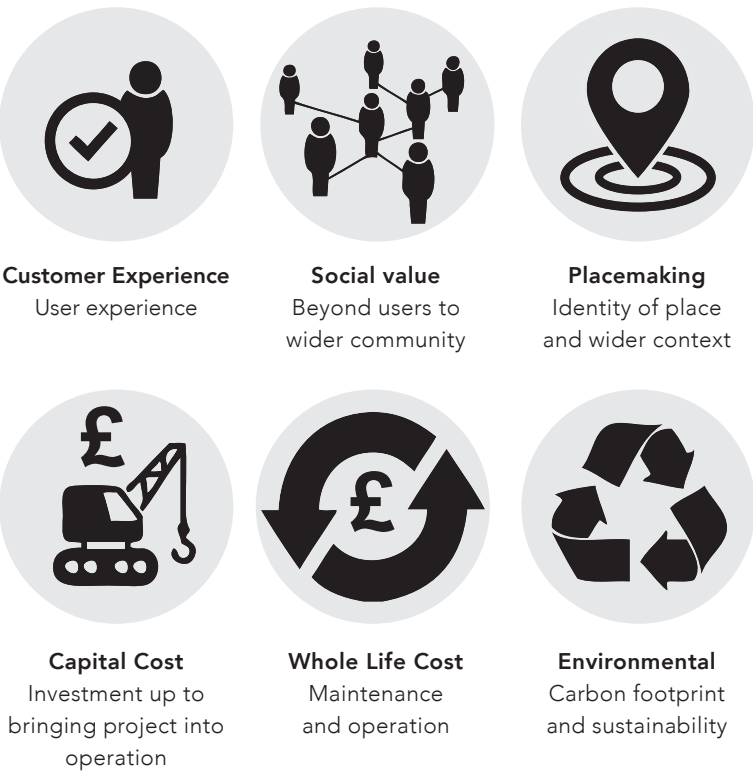 £
£
Customer Experience
User experience
Social value
Beyond users to
wider community
Placemaking
Identity of place
and wider context
Capital Cost
Investment up to
bringing project into
operation
Whole Life Cost
Maintenance
and operation
Environmental
Carbon footprint
and sustainability